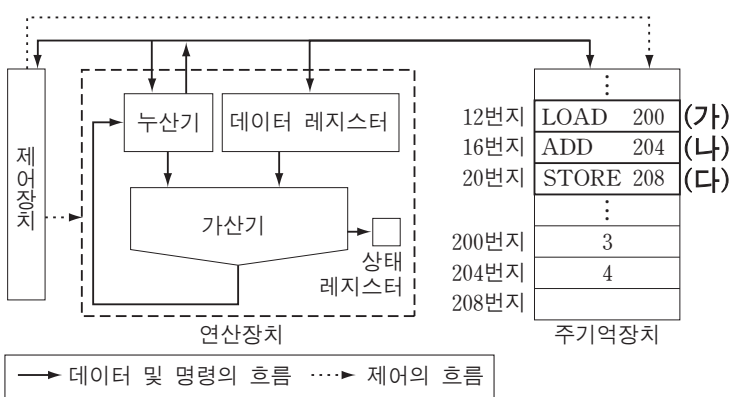 제어장치
누산기
데이터 레지스터
가산기
상태
레지스터
연산장치
⋮
12번지 LOAD 200 (가)
16번지 ADD 204 (나)
20번지 STORE 208 (다)
⋮
200번지 3
204번지 4
208번지
주기억장치
데이터 및 명령의 흐름 제어의 흐름